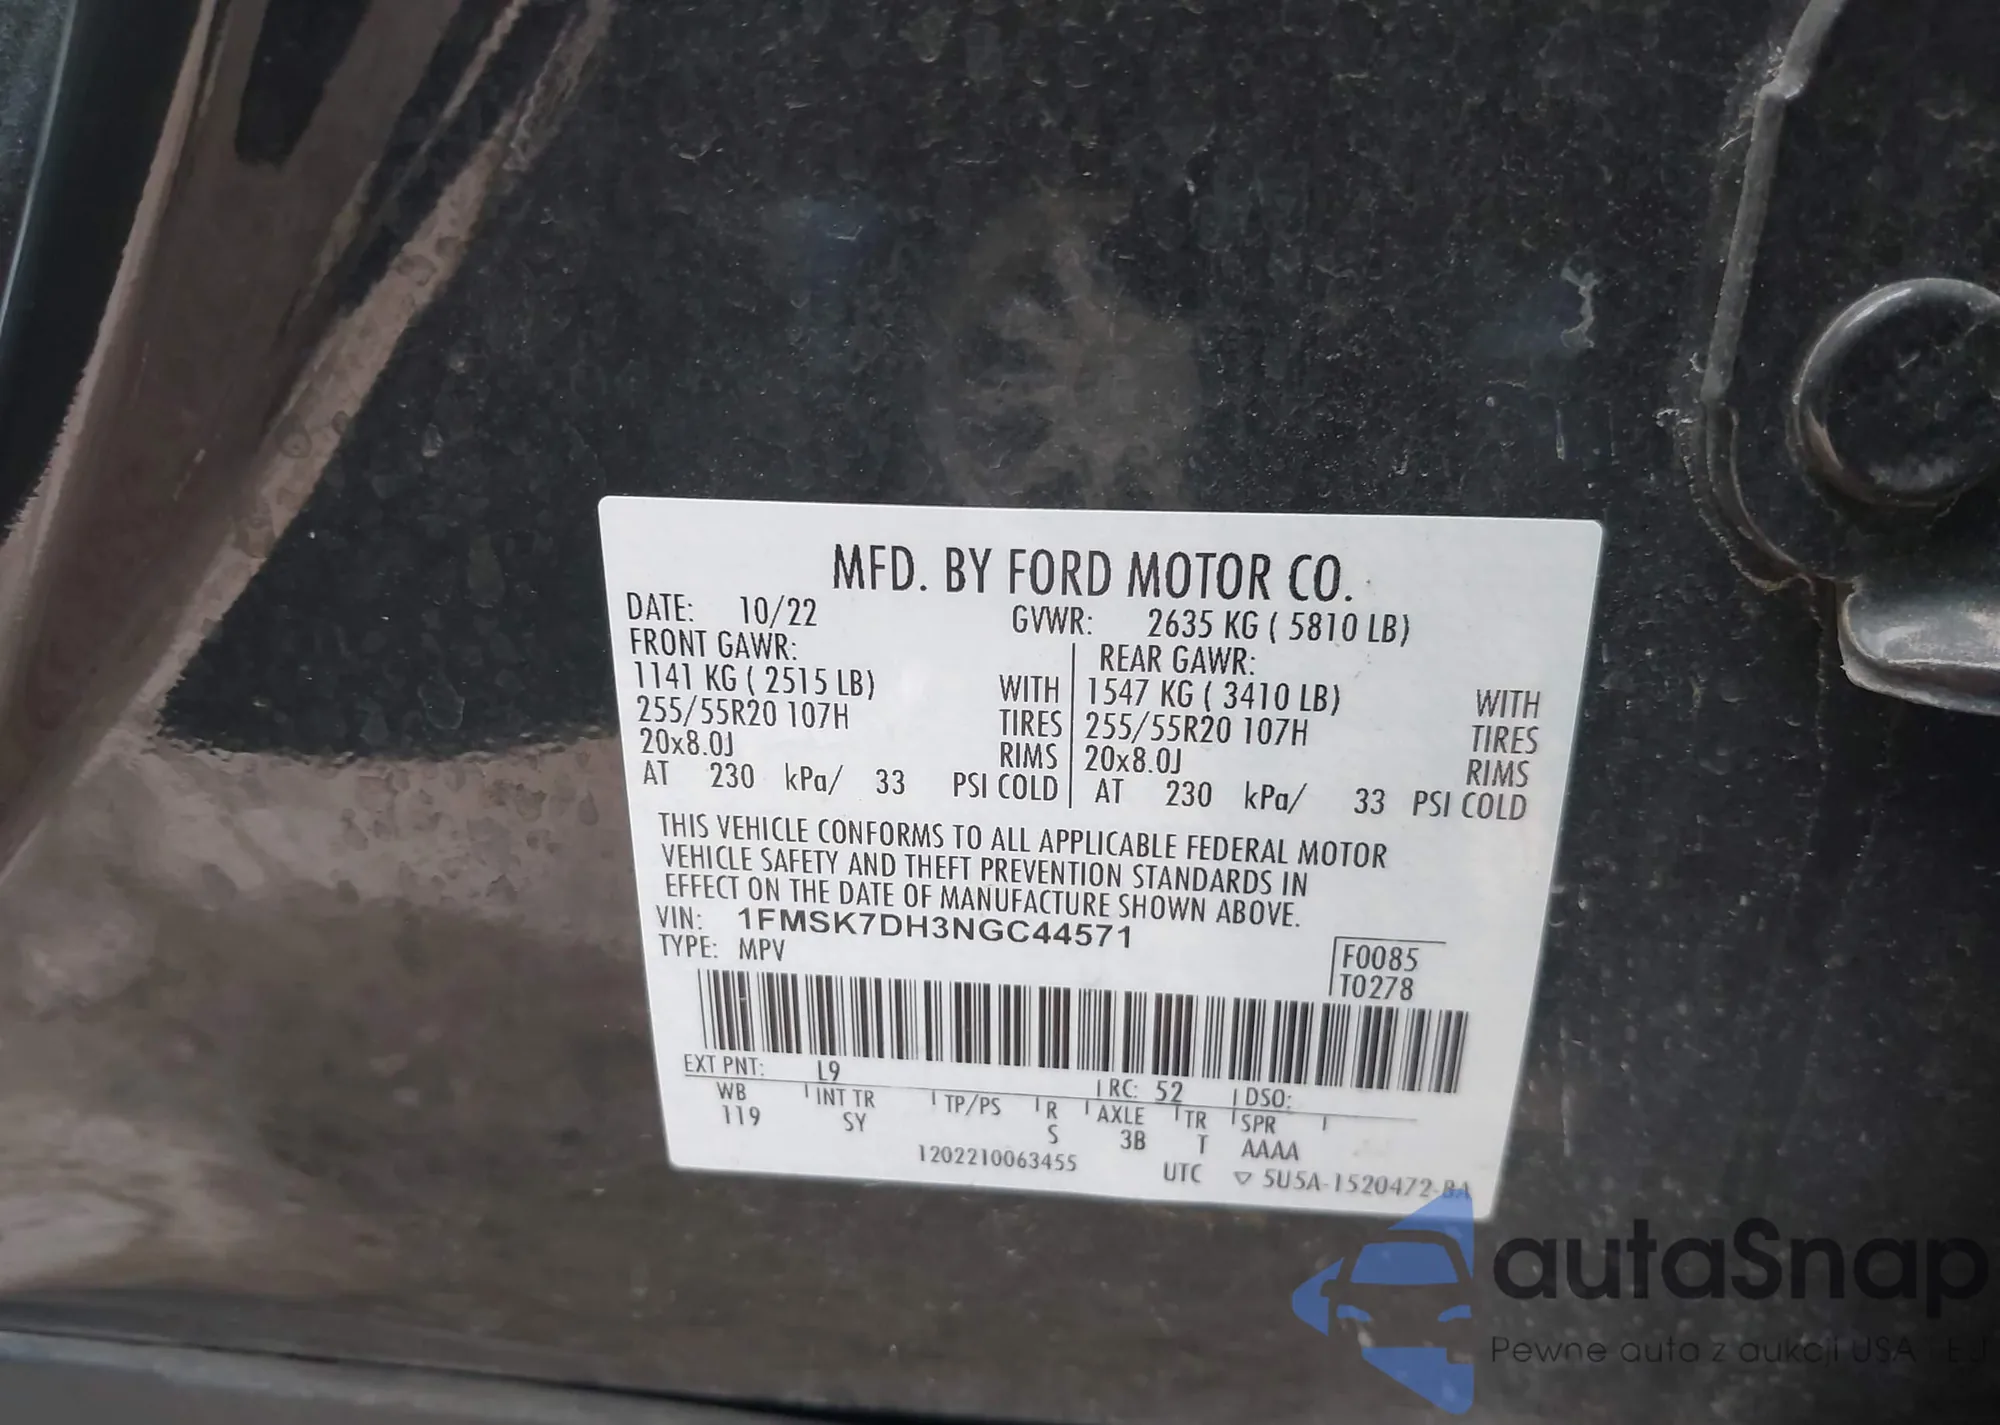 MFD. BY FORD MOTOR CO.
DATE: 10/22 GVWR: 2635 KG ( 5810 LB)
FRONT GAWR: REAR GAWR:
1141 KG ( 2515 LB) WITH 1547 KG ( 3410 LB) WITH
255/55R20 107H TIRES 255/55R20 107H TIRES
20x8.0J RIMS 20x8.0J RIMS
AT 230 kPa/ 33 PSI COLD AT 230 kPa/ 33 PSI COLD
THIS VEHICLE CONFORMS TO ALL APPLICABLE FEDERAL MOTOR
VEHICLE SAFETY AND THEFT PREVENTION STANDARDS IN
EFFECT ON THE DATE OF MANUFACTURE SHOWN ABOVE.
VIN: 1FMSK7DH3NGC44571
TYPE: MPV F0085
T0278
EXT PNT: L9 RC: 52 DSO:
WB INT TR TP/PS R AXLE TR SPR
119 SY S 3B T AAAA
1202210063455 UTC ▽ 5U5A-1520472-BA
autaSnap
Pewne auta z aukcji USA i EU